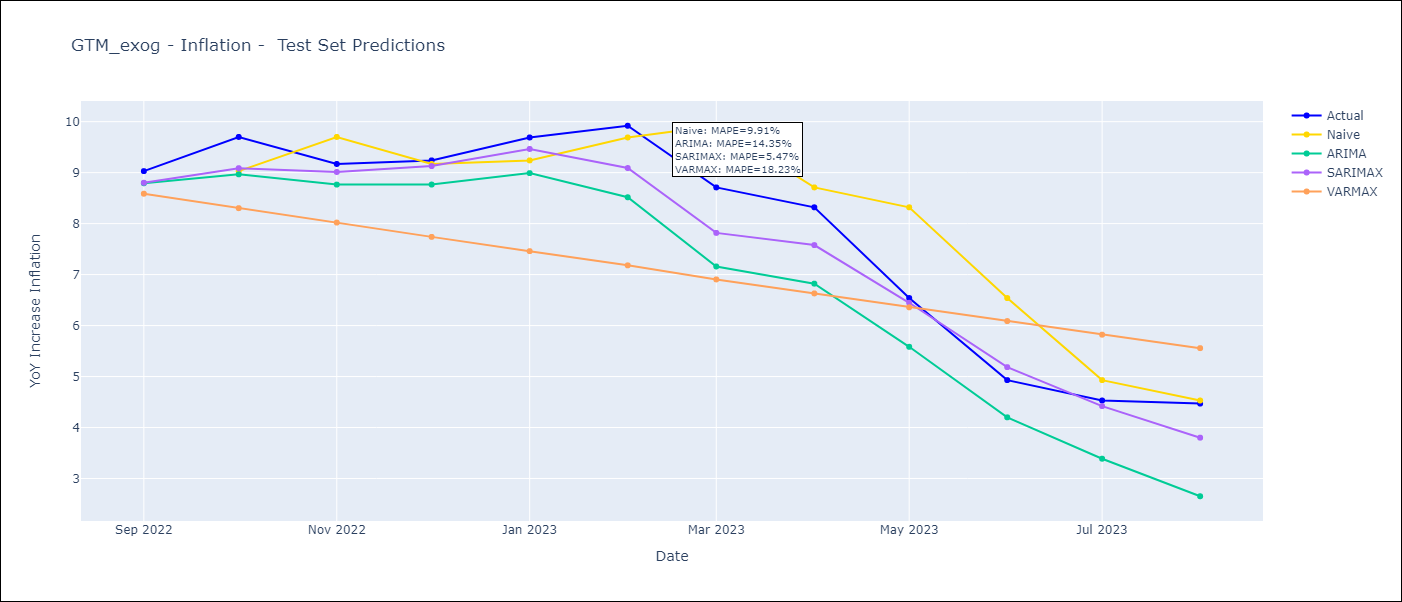 GTM_exog - Inflation -  Test Set Predictions
10
9
8
7
6
5
4
3
YoY Increase Inflation
Naive: MAPE=9.91%
ARIMA: MAPE=14.35%
SARIMAX: MAPE=5.47%
VARMAX: MAPE=18.23%
Actual
Naive
ARIMA
SARIMAX
VARMAX
Sep 2022
Nov 2022
Jan 2023
Mar 2023
May 2023
Jul 2023
Date